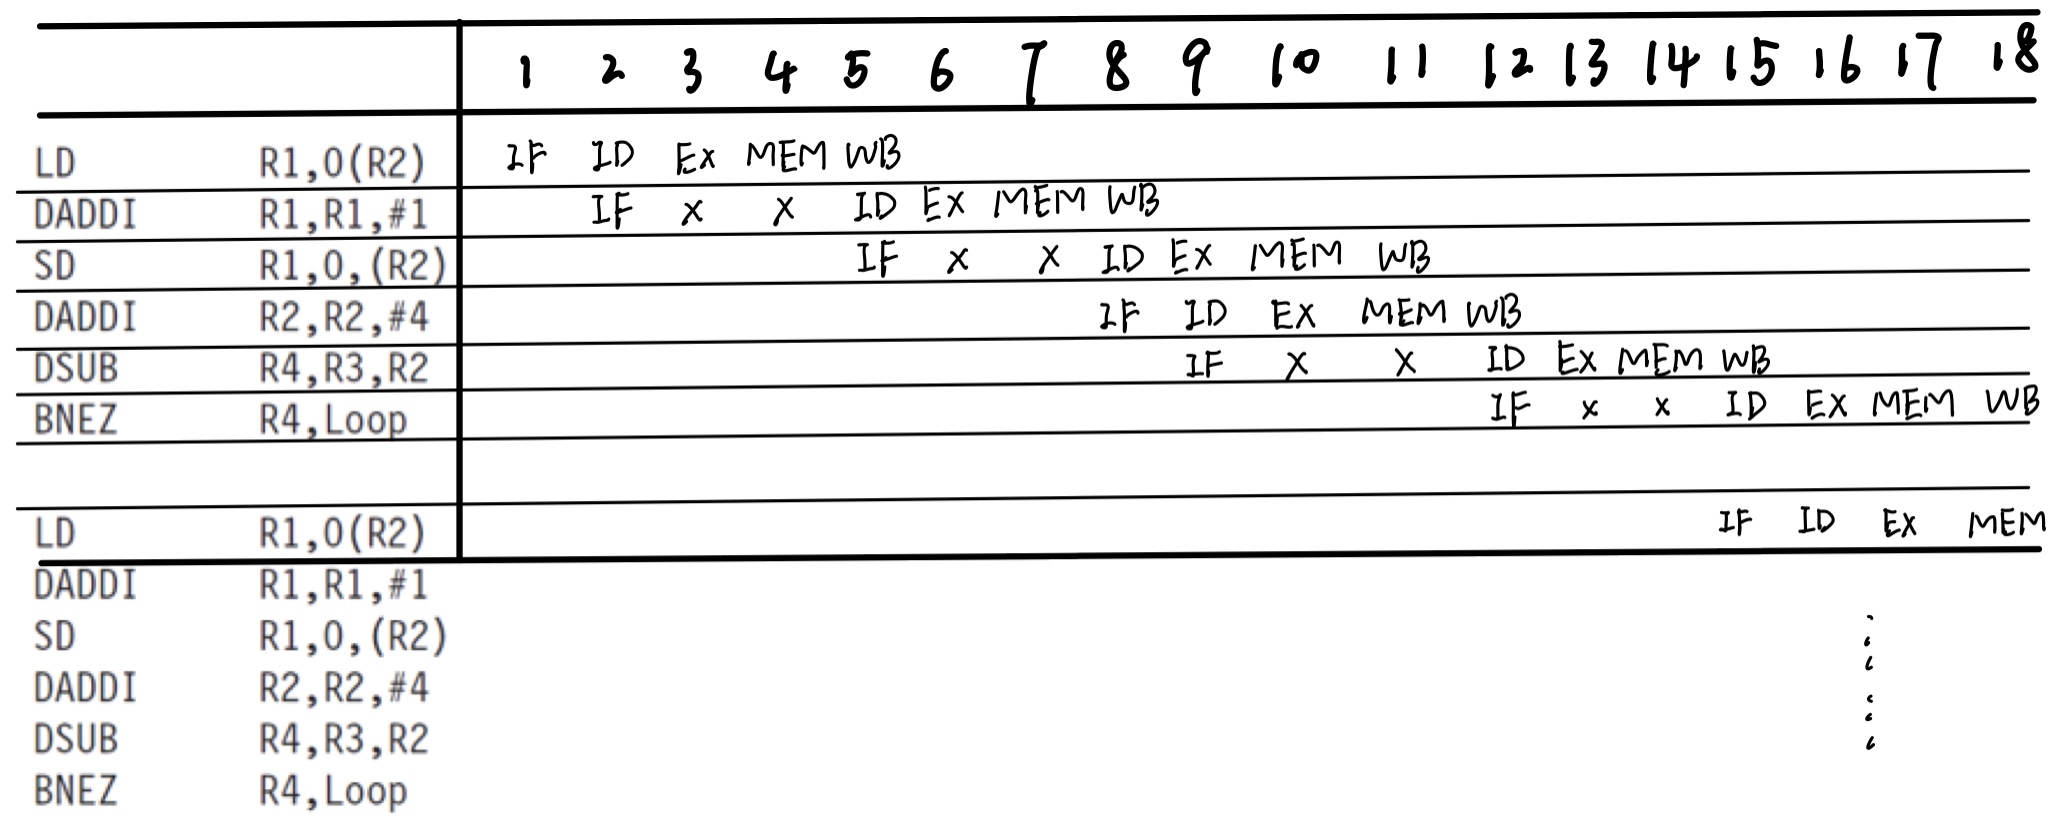 1 2 3 4 5 6 7 8 9 10 11 12 13 14 15 16 17 18
LD R1,0(R2) IF ID Ex MEM WB
DADDI R1,R1,#1 IF x x ID Ex MEM WB
SD R1,0,(R2) IF x x ID Ex MEM WB
DADDI R2,R2,#4 IF ID EX MEM WB
DSUB R4,R3,R2 IF X X ID Ex MEM WB
BNEZ R4,Loop IF x x ID EX MEM WB
LD R1,0(R2) IF ID Ex MEM
DADDI R1,R1,#1
SD R1,0,(R2)
DADDI R2,R2,#4
DSUB R4,R3,R2
BNEZ R4,Loop